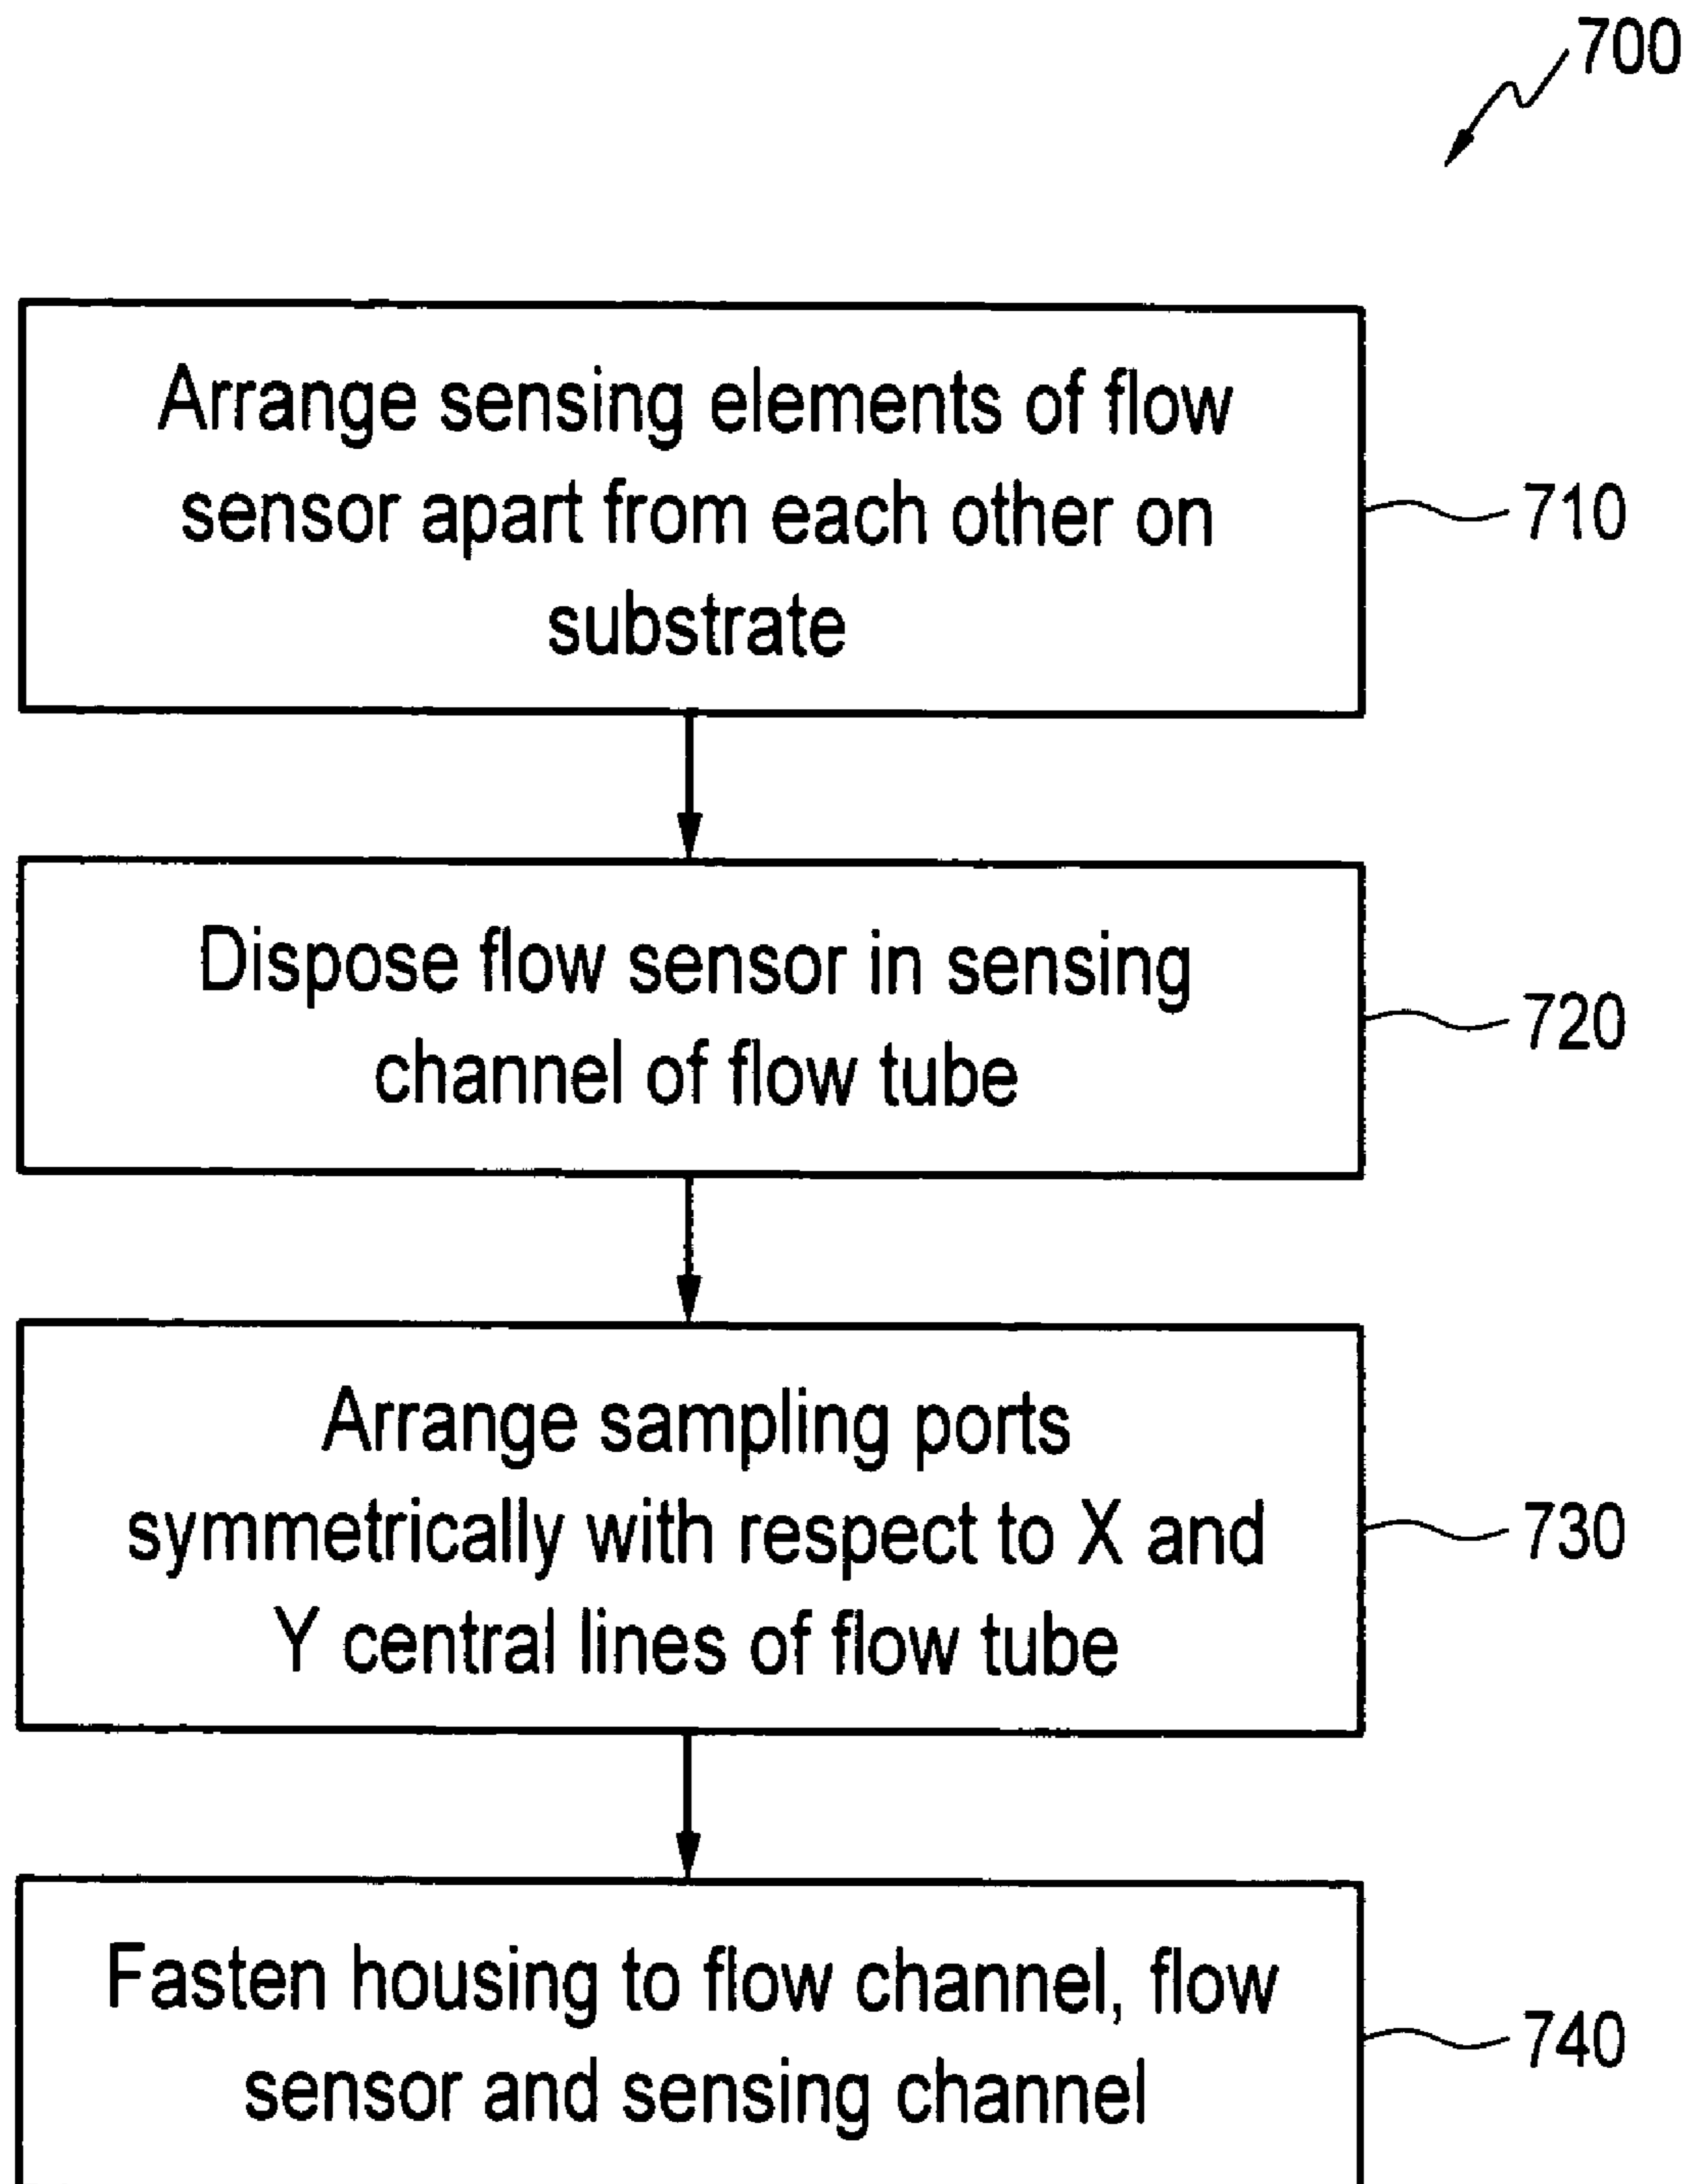 700
Arrange sensing elements of flow
sensor apart from each other on
substrate
710
Dispose flow sensor in sensing
channel of flow tube
720
Arrange sampling ports
symmetrically with respect to X and
Y central lines of flow tube
730
Fasten housing to flow channel, flow
sensor and sensing channel
740